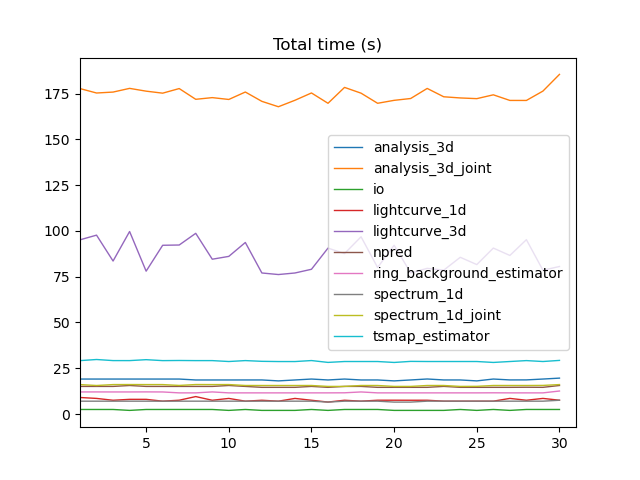 Total time (s)
175
150
125
100
75
50
25
0
analysis_3d
analysis_3d_joint
io
lightcurve_1d
lightcurve_3d
npred
ring_background_estimator
spectrum_1d
spectrum_1d_joint
tsmap_estimator
5 10 15 20 25 30